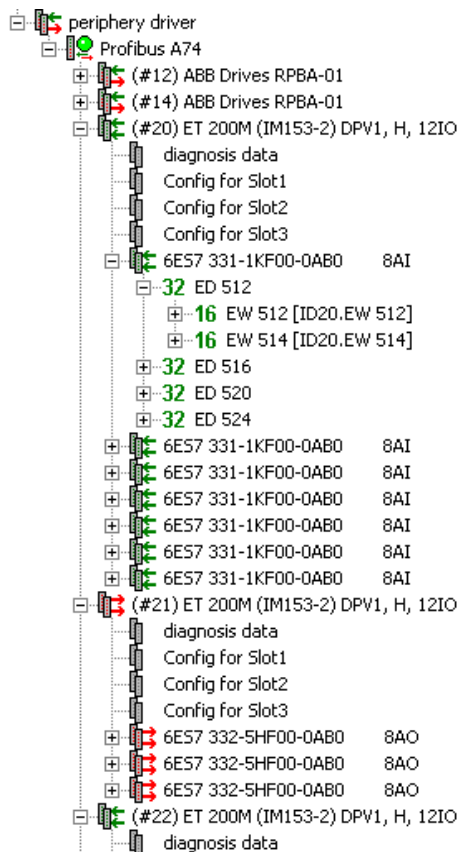 periphery driver
Profibus A74
(#12) ABB Drives RPBA-01
(#14) ABB Drives RPBA-01
(#20) ET 200M (IM153-2) DPV1, H, 12IO
diagnosis data
Config for Slot1
Config for Slot2
Config for Slot3
6ES7 331-1KF00-0AB0 8AI
32 ED 512
16 EW 512 [ID20.EW 512]
16 EW 514 [ID20.EW 514]
32 ED 516
32 ED 520
32 ED 524
6ES7 331-1KF00-0AB0 8AI
6ES7 331-1KF00-0AB0 8AI
6ES7 331-1KF00-0AB0 8AI
6ES7 331-1KF00-0AB0 8AI
6ES7 331-1KF00-0AB0 8AI
6ES7 331-1KF00-0AB0 8AI
(#21) ET 200M (IM153-2) DPV1, H, 12IO
diagnosis data
Config for Slot1
Config for Slot2
Config for Slot3
6ES7 332-5HF00-0AB0 8AO
6ES7 332-5HF00-0AB0 8AO
6ES7 332-5HF00-0AB0 8AO
(#22) ET 200M (IM153-2) DPV1, H, 12IO
diagnosis data